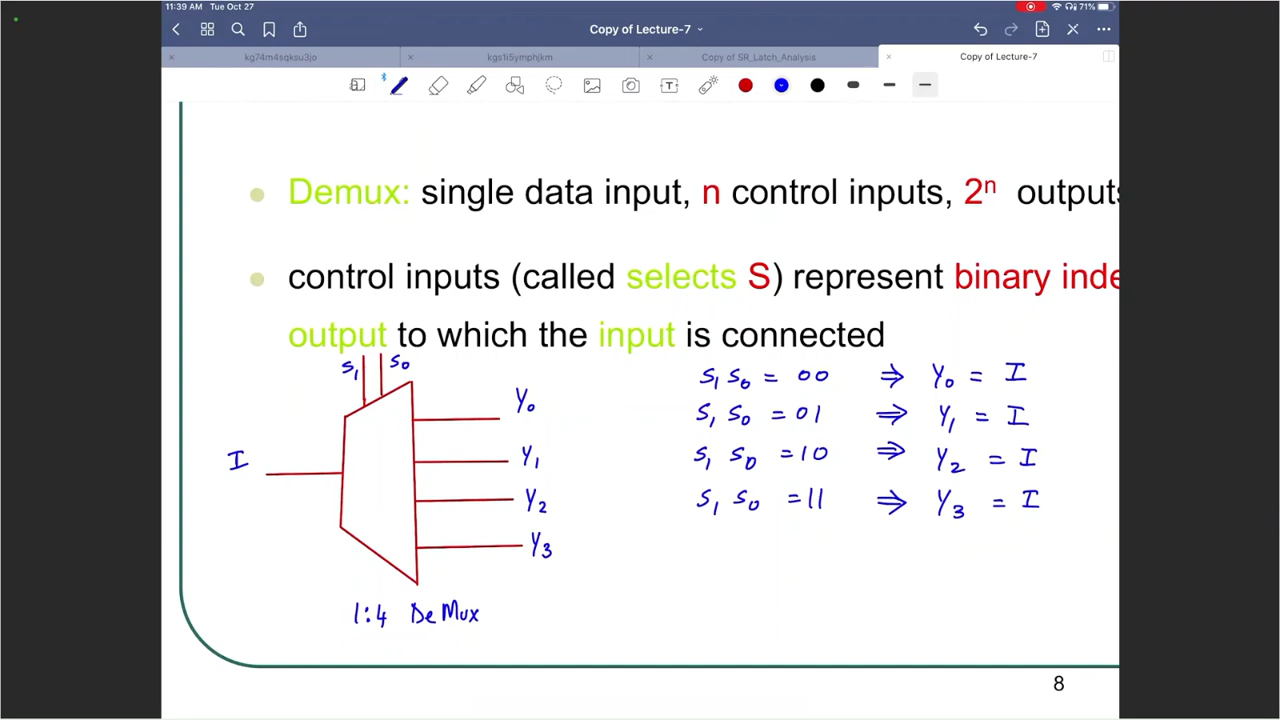 11:39 AM Tue Oct 27
71%
Copy of Lecture-7
kg74m4sqksu3jo
kgs1i5ymphjkm
Copy of SR_Latch_Analysis
Copy of Lecture-7
T
Demux: single data input, n control inputs, 2ⁿ outputs
control inputs (called selects S) represent binary inde
output to which the input is connected
S₁ S₀
I
Y₀
Y₁
Y₂
Y₃
1:4 DeMux
S₁ S₀ = 00 ⇒ Y₀ = I
S₁ S₀ = 01 ⇒ Y₁ = I
S₁ S₀ = 10 ⇒ Y₂ = I
S₁ S₀ = 11 ⇒ Y₃ = I
8